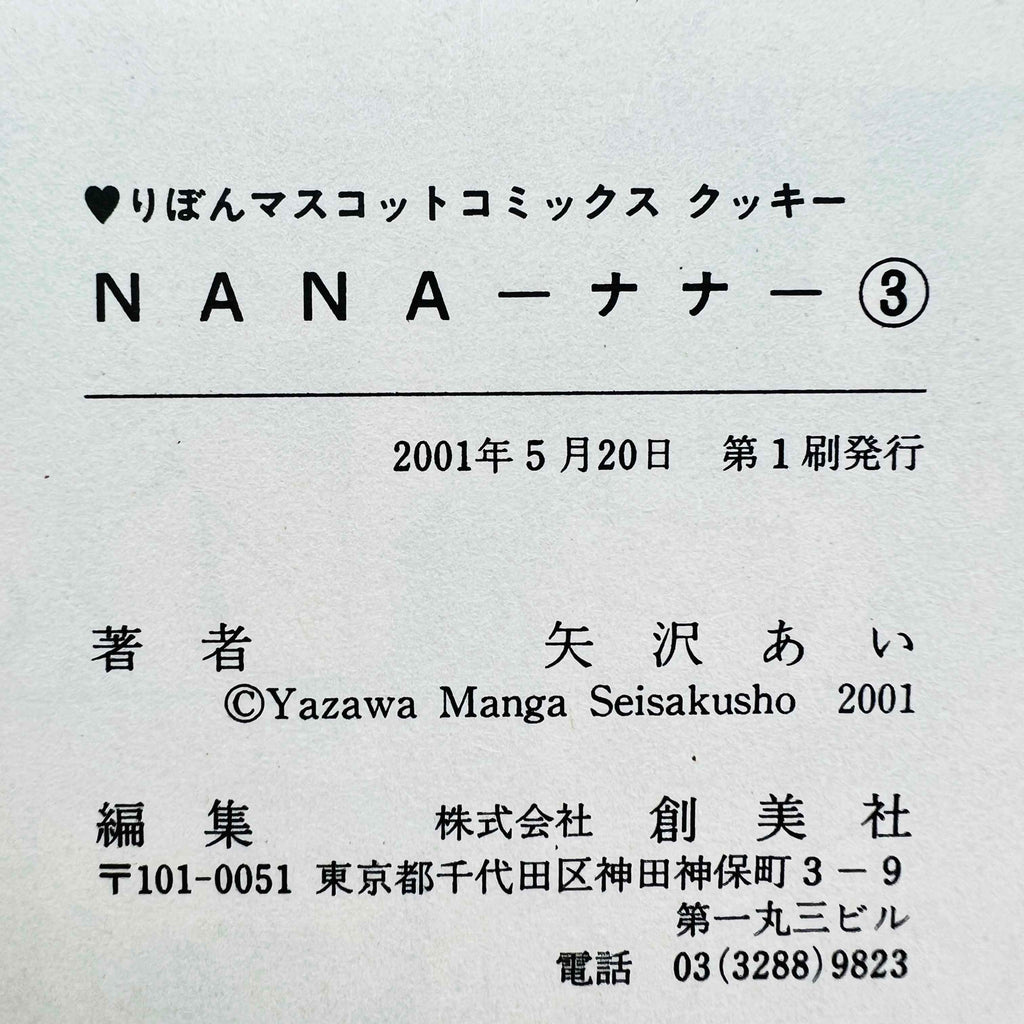 ♥りぼんマスコットコミックス クッキー
NANA―ナナ―③
2001年5月20日 第1刷発行
著者 矢沢あい
©Yazawa Manga Seisakusho 2001
編集 株式会社 創美社
〒101-0051 東京都千代田区神田神保町3－9
第一丸三ビル
電話 03(3288)9823